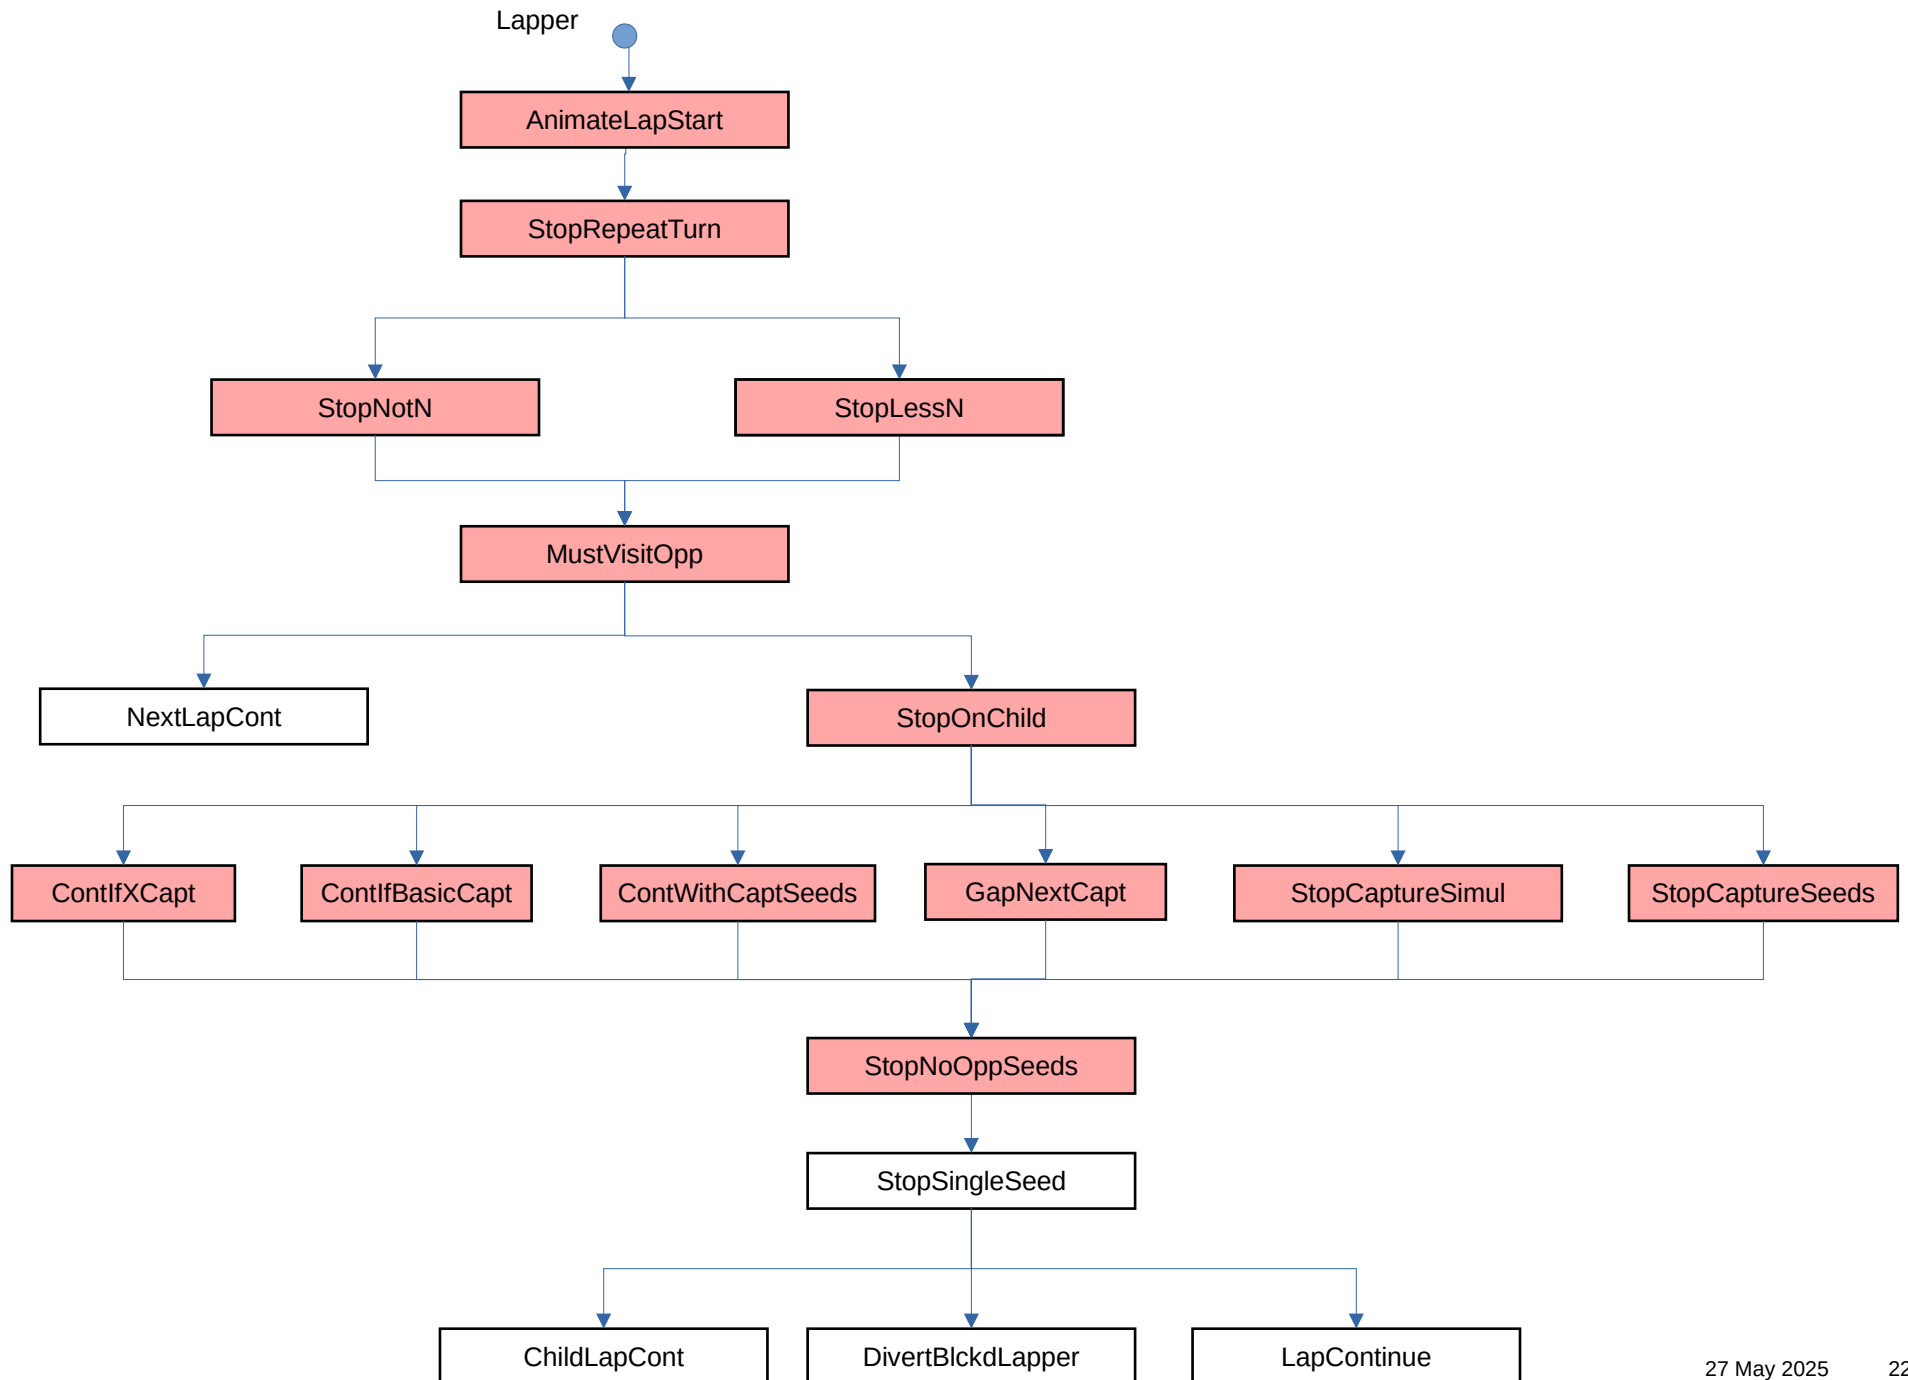 Lapper
AnimateLapStart
StopRepeatTurn
StopNotN
StopLessN
MustVisitOpp
NextLapCont
StopOnChild
ContIfXCapt
ContIfBasicCapt
ContWithCaptSeeds
GapNextCapt
StopCaptureSimul
StopCaptureSeeds
StopNoOppSeeds
StopSingleSeed
ChildLapCont
DivertBlckdLapper
LapContinue
27 May 2025 22